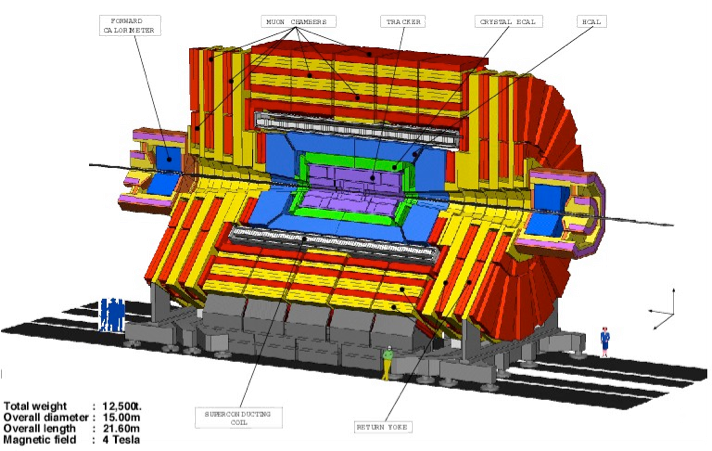 FORWARD
CALORIMETER
MUON CHAMBERS
TRACKER
CRYSTAL ECAL
HCAL
Total weight : 12,500t.
Overall diameter : 15.00m
Overall length : 21.60m
Magnetic field : 4 Tesla
SUPERCONDUCTING
COIL
RETURN YOKE